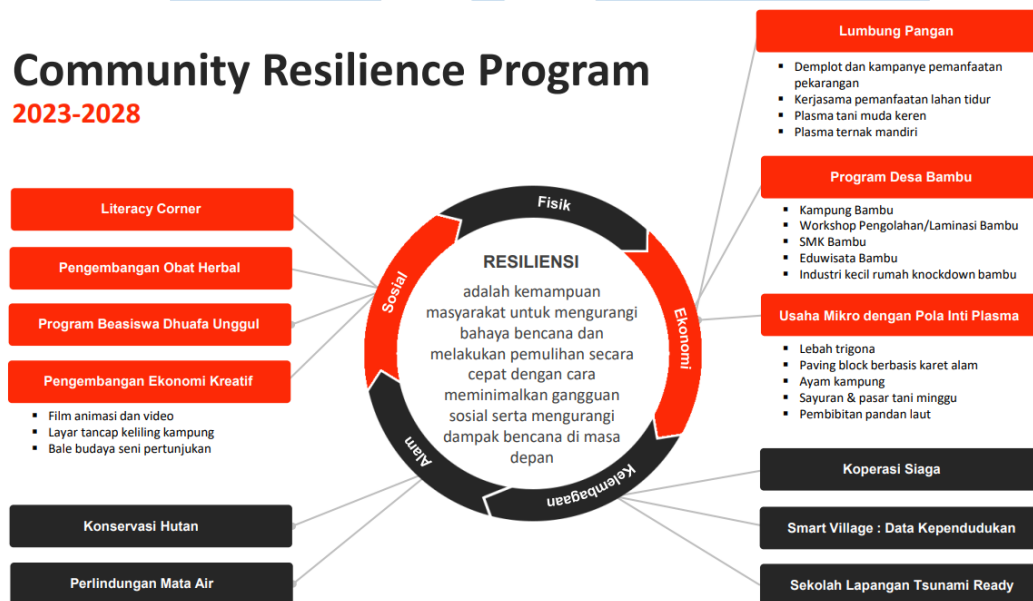 Community Resilience Program
2023-2028
Literacy Corner
Pengembangan Obat Herbal
Program Beasiswa Dhuafa Unggul
Pengembangan Ekonomi Kreatif
▪ Film animasi dan video
▪ Layar tancap keliling kampung
▪ Bale budaya seni pertunjukan
Konservasi Hutan
Perlindungan Mata Air
Fisik
Sosial
Ekonomi
Alam
Kelembagaan
RESILIENSI
adalah kemampuan
masyarakat untuk mengurangi
bahaya bencana dan
melakukan pemulihan secara
cepat dengan cara
meminimalkan gangguan
sosial serta mengurangi
dampak bencana di masa
depan
Lumbung Pangan
▪ Demplot dan kampanye pemanfaatan
pekarangan
▪ Kerjasama pemanfaatan lahan tidur
▪ Plasma tani muda keren
▪ Plasma ternak mandiri
Program Desa Bambu
▪ Kampung Bambu
▪ Workshop Pengolahan/Laminasi Bambu
▪ SMK Bambu
▪ Eduwisata Bambu
▪ Industri kecil rumah knockdown bambu
Usaha Mikro dengan Pola Inti Plasma
▪ Lebah trigona
▪ Paving block berbasis karet alam
▪ Ayam kampung
▪ Sayuran & pasar tani minggu
▪ Pembibitan pandan laut
Koperasi Siaga
Smart Village : Data Kependudukan
Sekolah Lapangan Tsunami Ready